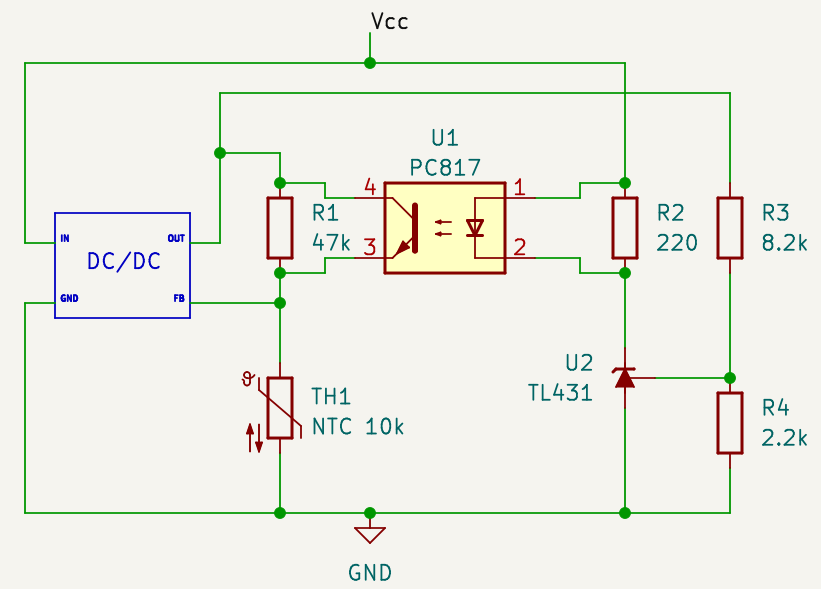 Vcc
U1
PC817
4
3
1
2
R1
47k
R2
220
R3
8.2k
IN
OUT
DC/DC
GND
FB
U2
TL431
ϑ
TH1
NTC 10k
R4
2.2k
GND